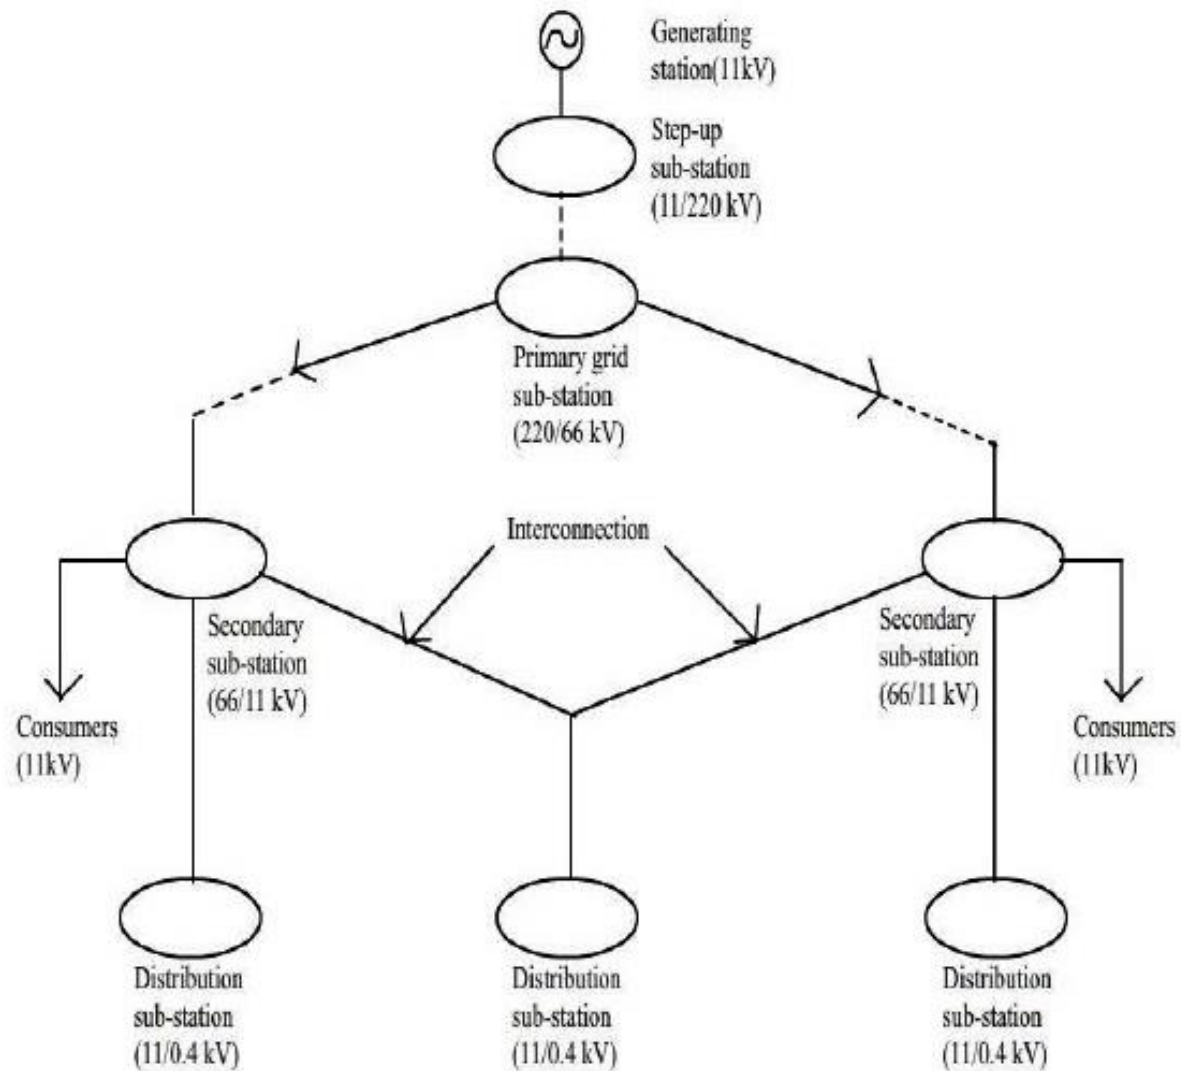 Generating
station(11kV)
Step-up
sub-station
(11/220 kV)
Primary grid
sub-station
(220/66 kV)
Interconnection
Secondary
sub-station
(66/11 kV)
Secondary
sub-station
(66/11 kV)
Consumers
(11kV)
Consumers
(11kV)
Distribution
sub-station
(11/0.4 kV)
Distribution
sub-station
(11/0.4 kV)
Distribution
sub-station
(11/0.4 kV)